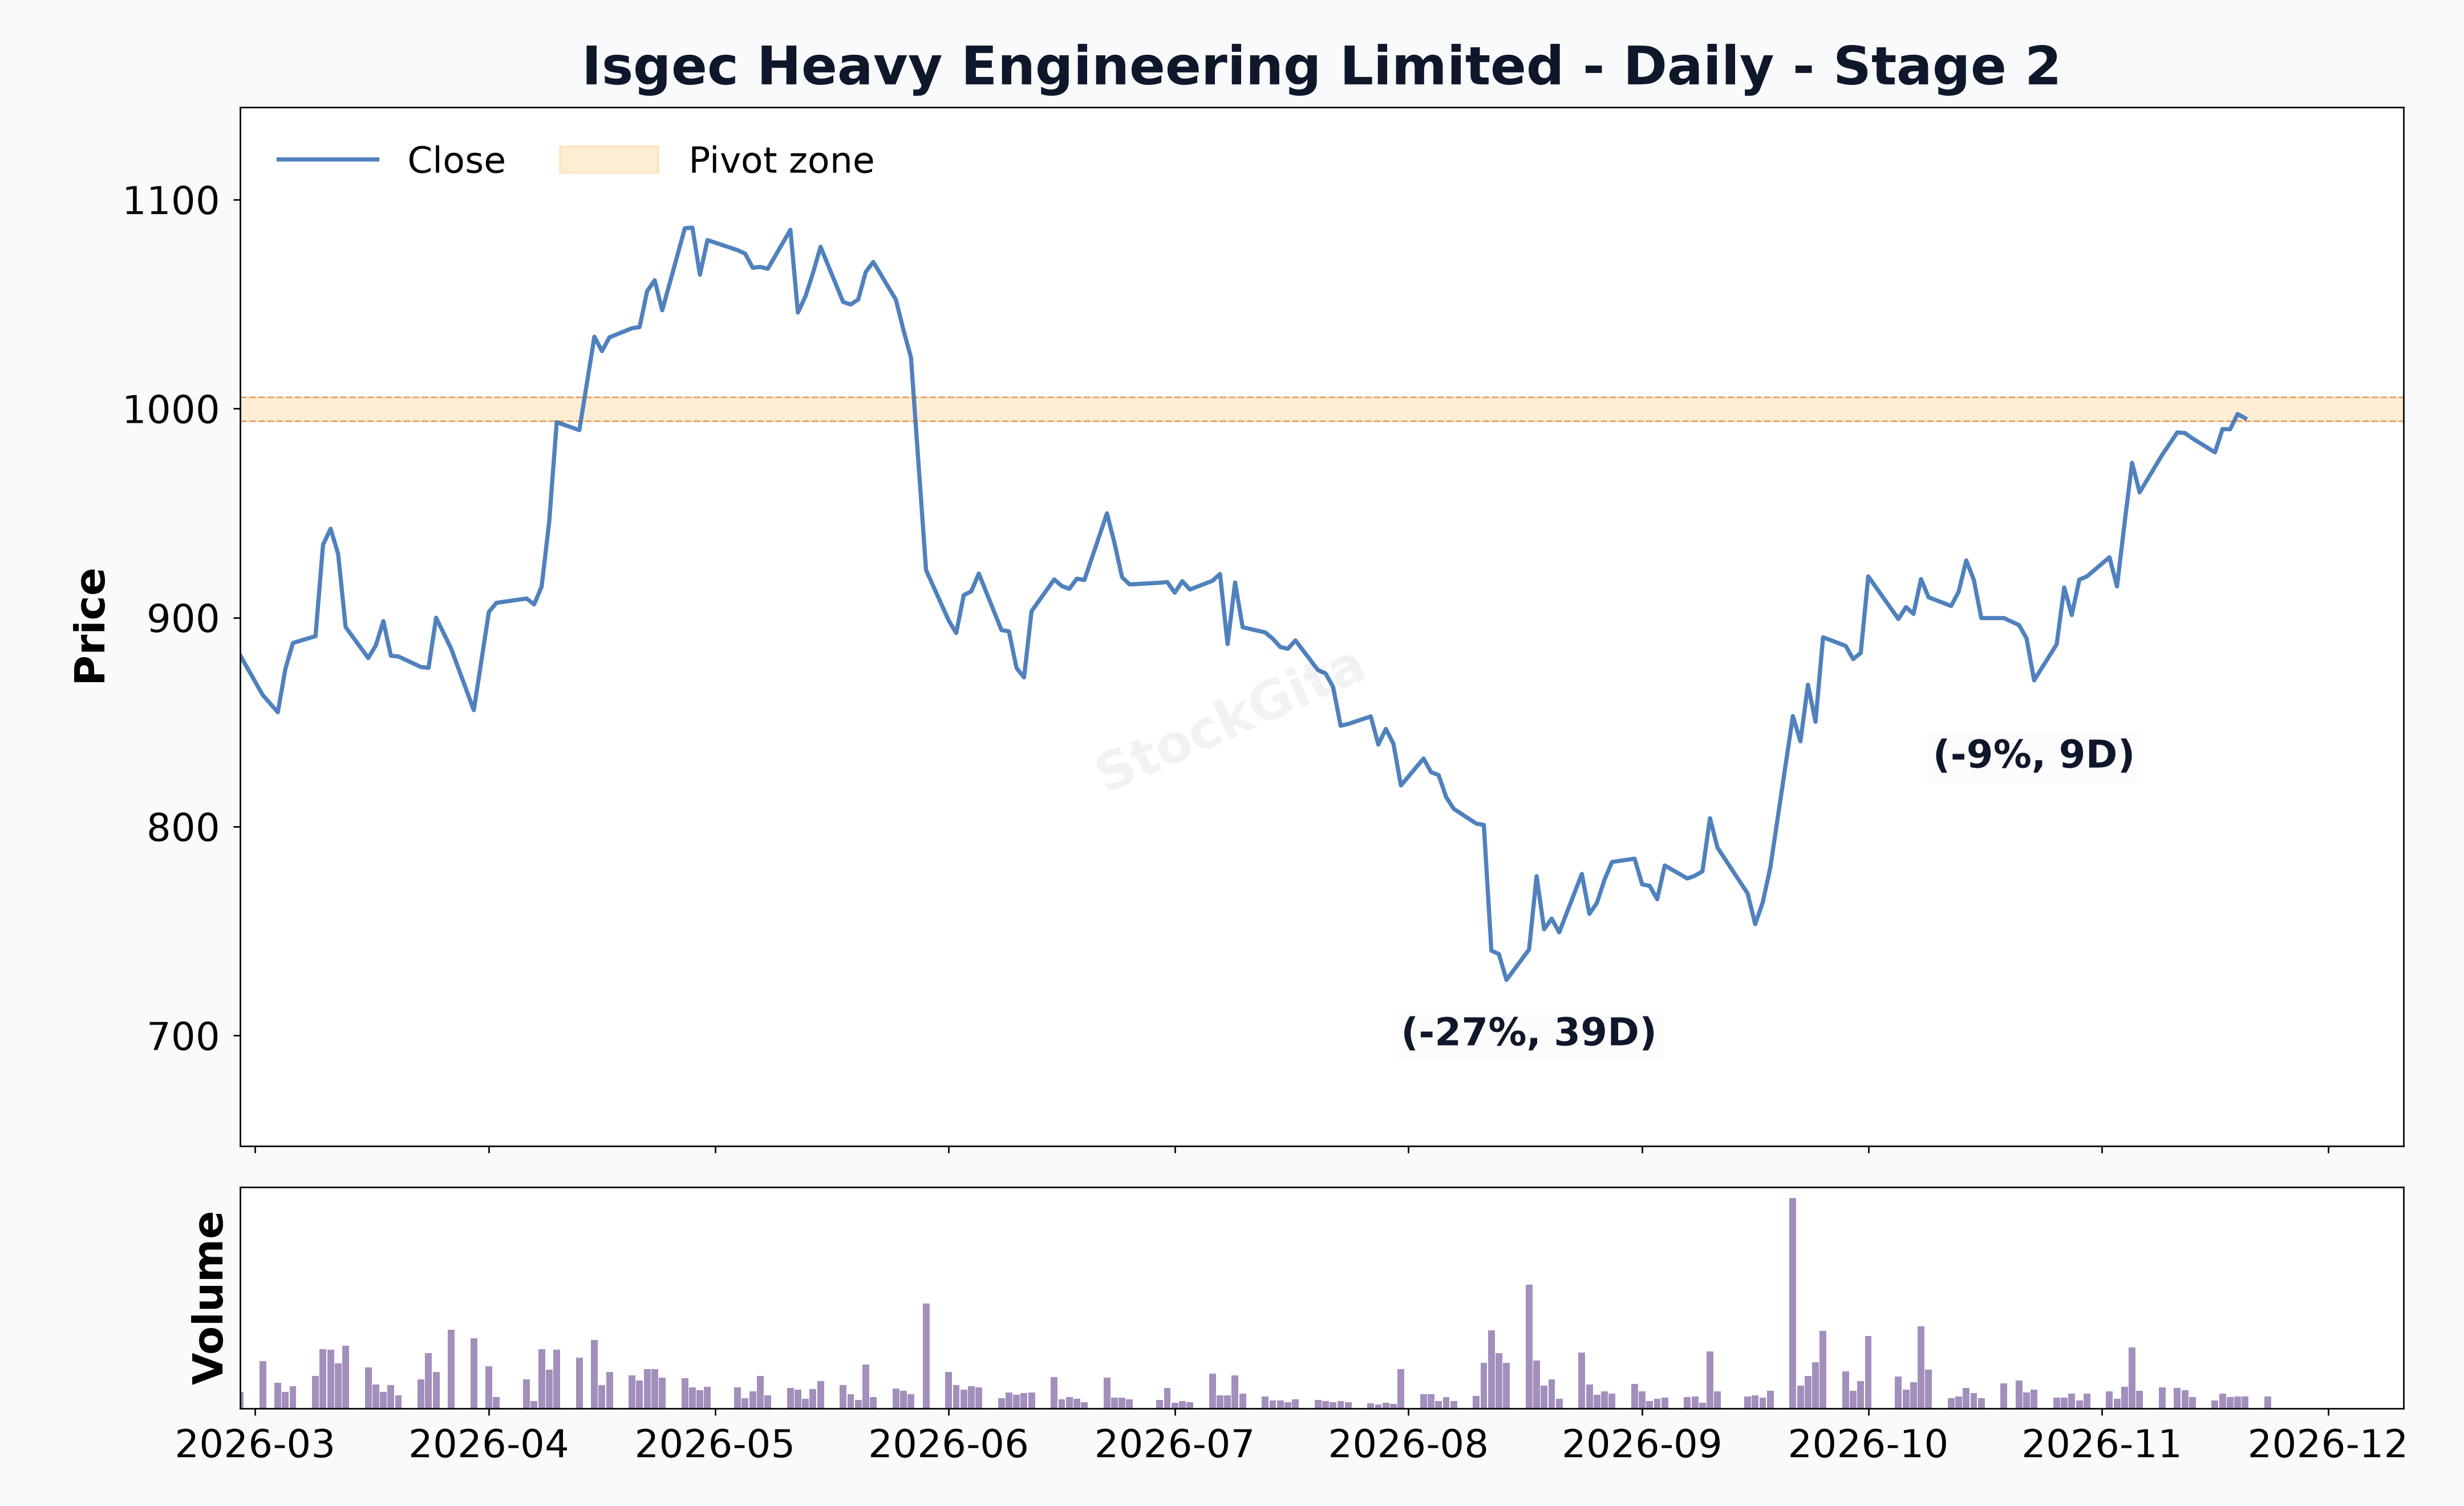 Isgec Heavy Engineering Limited - Daily - Stage 2
Close
Pivot zone
1100
1000
900
800
700
Price
StockGita
(-9%, 9D)
(-27%, 39D)
Volume
2026-03
2026-04
2026-05
2026-06
2026-07
2026-08
2026-09
2026-10
2026-11
2026-12